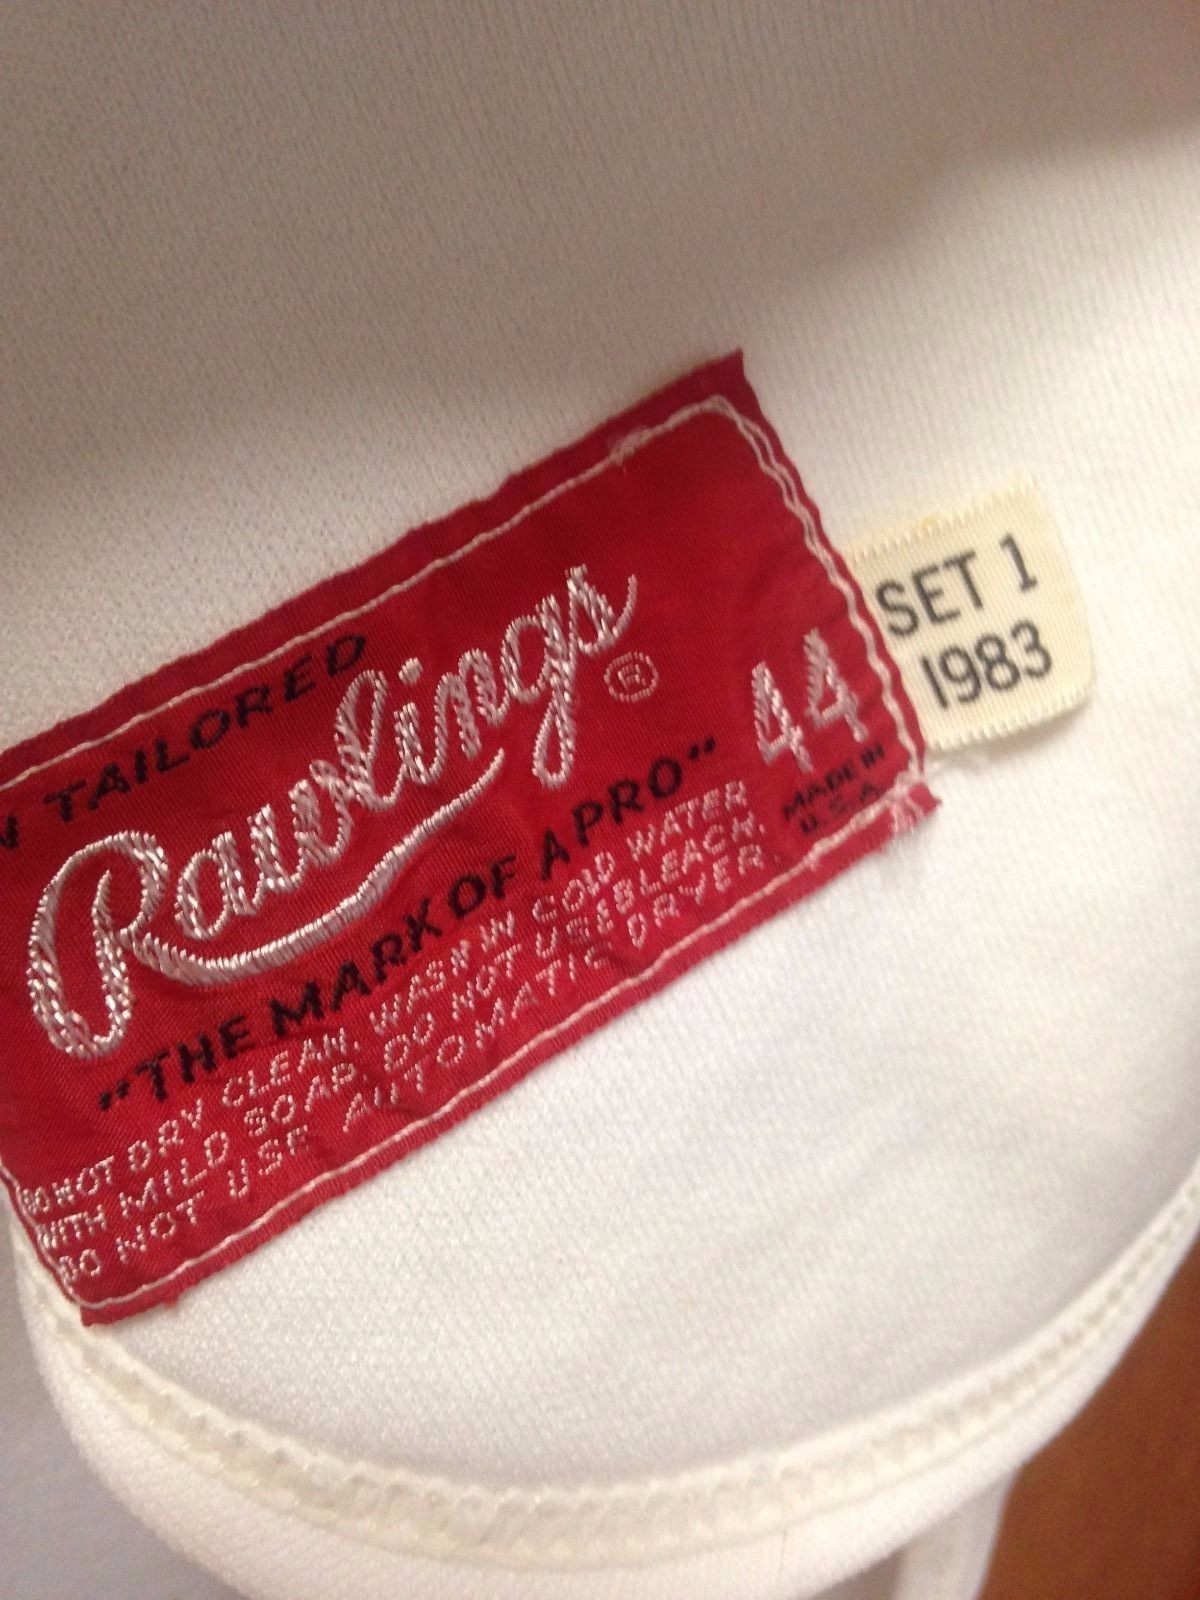 TAILORED
Rawlings ®
44
"THE MARK OF A PRO"
MADE IN
U.S.A.
DO NOT DRY CLEAN. WASH IN COLD WATER
WITH MILD SOAP. DO NOT USE BLEACH.
DO NOT USE AUTOMATIC DRYER.
SET 1
1983